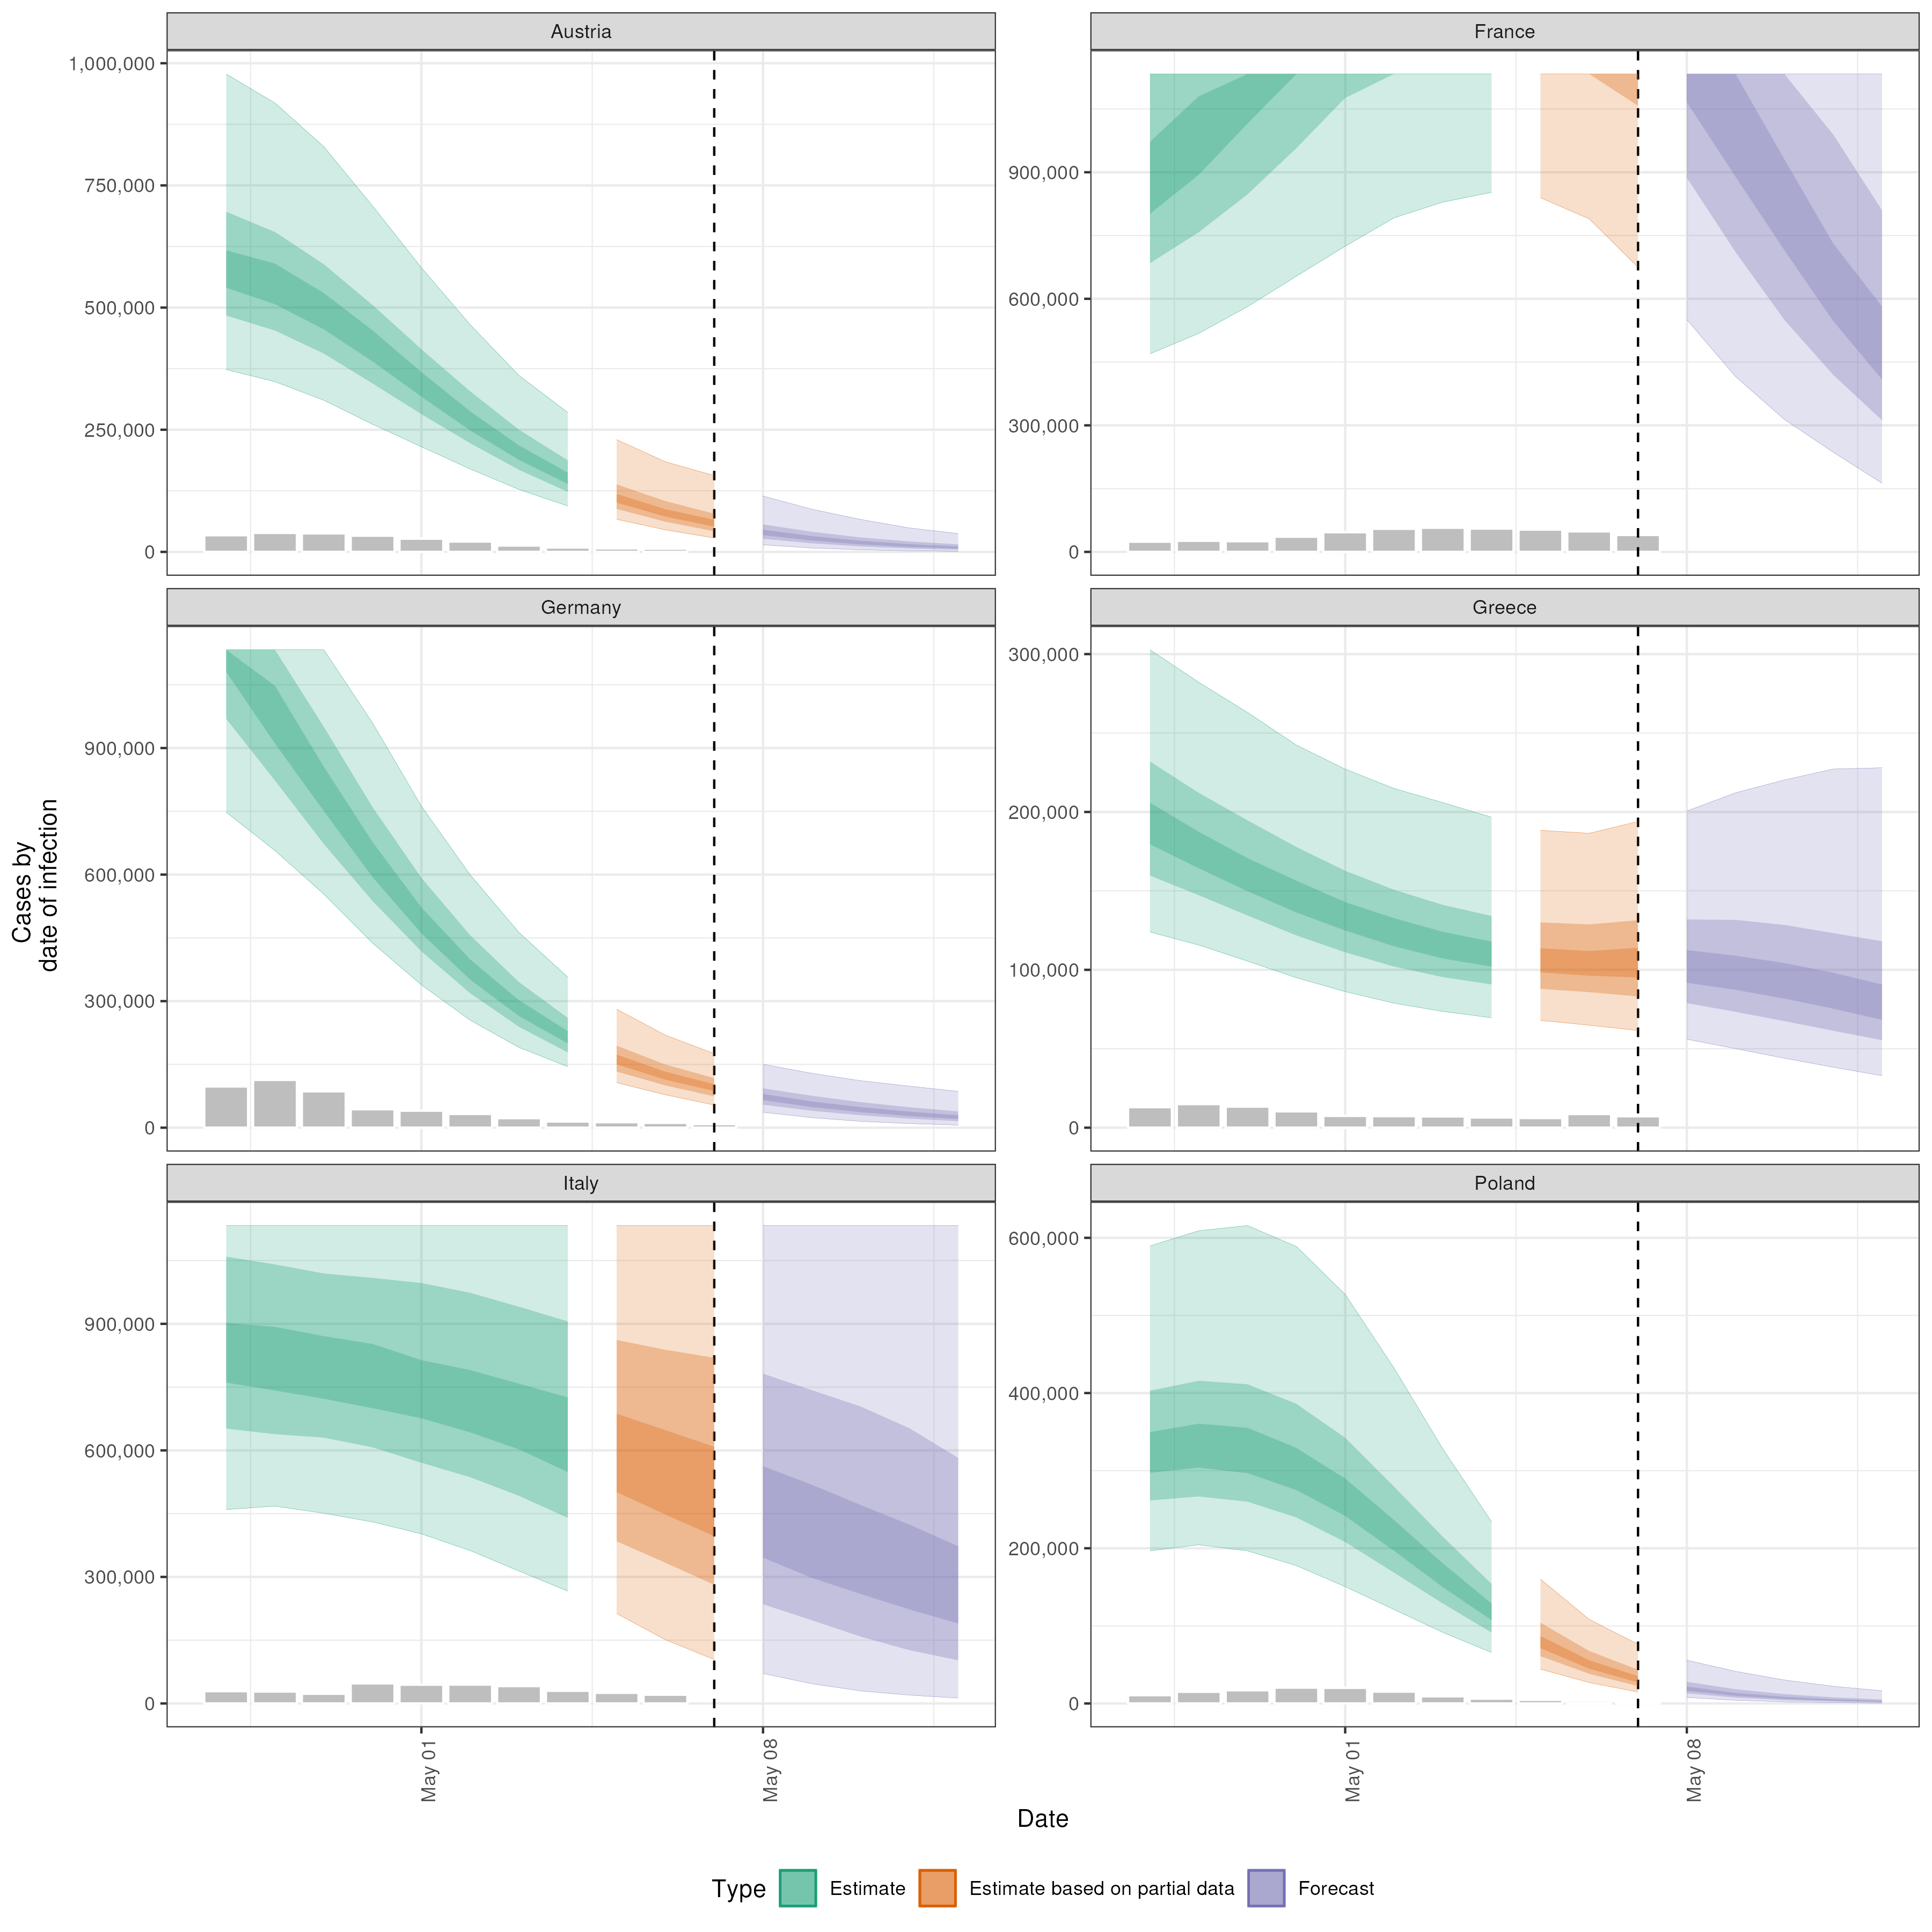 Austria
France
1,000,000
750,000
500,000
250,000
0
900,000
600,000
300,000
0
Germany
Greece
900,000
600,000
300,000
0
300,000
200,000
100,000
0
Cases by
date of infection
Italy
Poland
900,000
600,000
300,000
0
600,000
400,000
200,000
0
May 01
May 08
May 01
May 08
Date
Type Estimate Estimate based on partial data Forecast